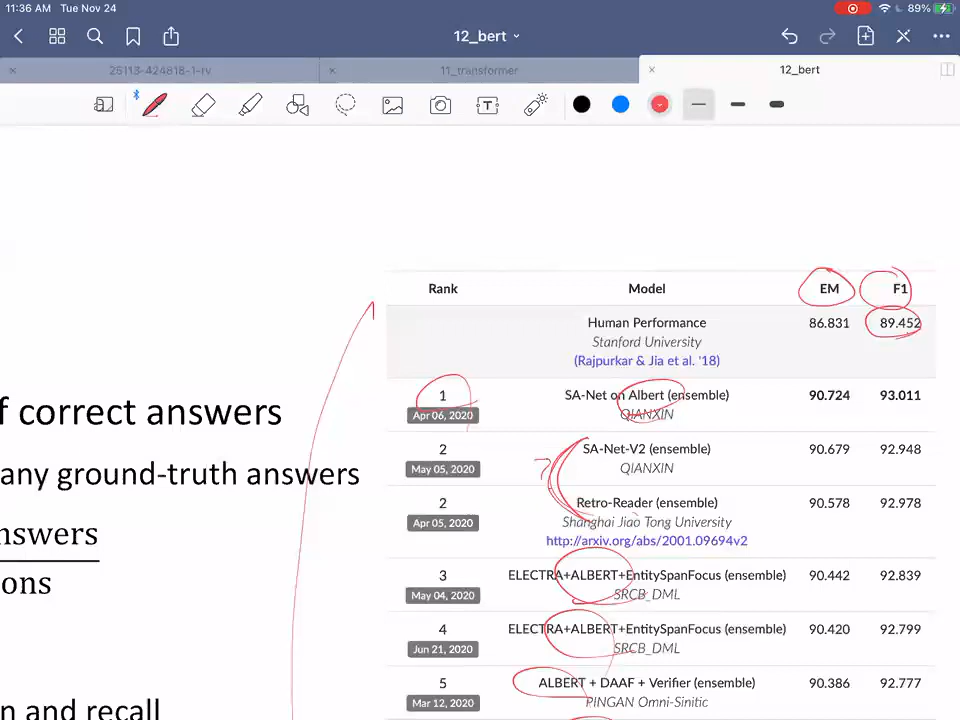 11:36 AM Tue Nov 24
89%
12_bert
25113-424818-1-rv
11_transformer
12_bert
T
f correct answers
any ground-truth answers
nswers
ons
n and recall
Rank Model EM F1
Human Performance 86.831 89.452
Stanford University
(Rajpurkar & Jia et al. '18)
1 SA-Net on Albert (ensemble) 90.724 93.011
Apr 06, 2020 QIANXIN
2 SA-Net-V2 (ensemble) 90.679 92.948
May 05, 2020 QIANXIN
2 Retro-Reader (ensemble) 90.578 92.978
Apr 05, 2020 Shanghai Jiao Tong University
http://arxiv.org/abs/2001.09694v2
3 ELECTRA+ALBERT+EntitySpanFocus (ensemble) 90.442 92.839
May 04, 2020 SRCB_DML
4 ELECTRA+ALBERT+EntitySpanFocus (ensemble) 90.420 92.799
Jun 21, 2020 SRCB_DML
5 ALBERT + DAAF + Verifier (ensemble) 90.386 92.777
Mar 12, 2020 PINGAN Omni-Sinitic